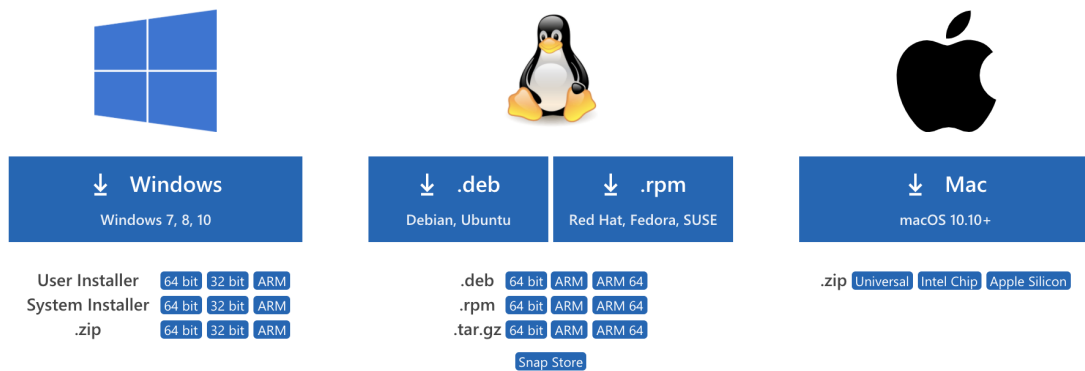 Windows
Windows 7, 8, 10
User Installer 64 bit 32 bit ARM
System Installer 64 bit 32 bit ARM
.zip 64 bit 32 bit ARM
.deb
Debian, Ubuntu
.rpm
Red Hat, Fedora, SUSE
.deb 64 bit ARM ARM 64
.rpm 64 bit ARM ARM 64
.tar.gz 64 bit ARM ARM 64
Snap Store
Mac
macOS 10.10+
.zip Universal Intel Chip Apple Silicon